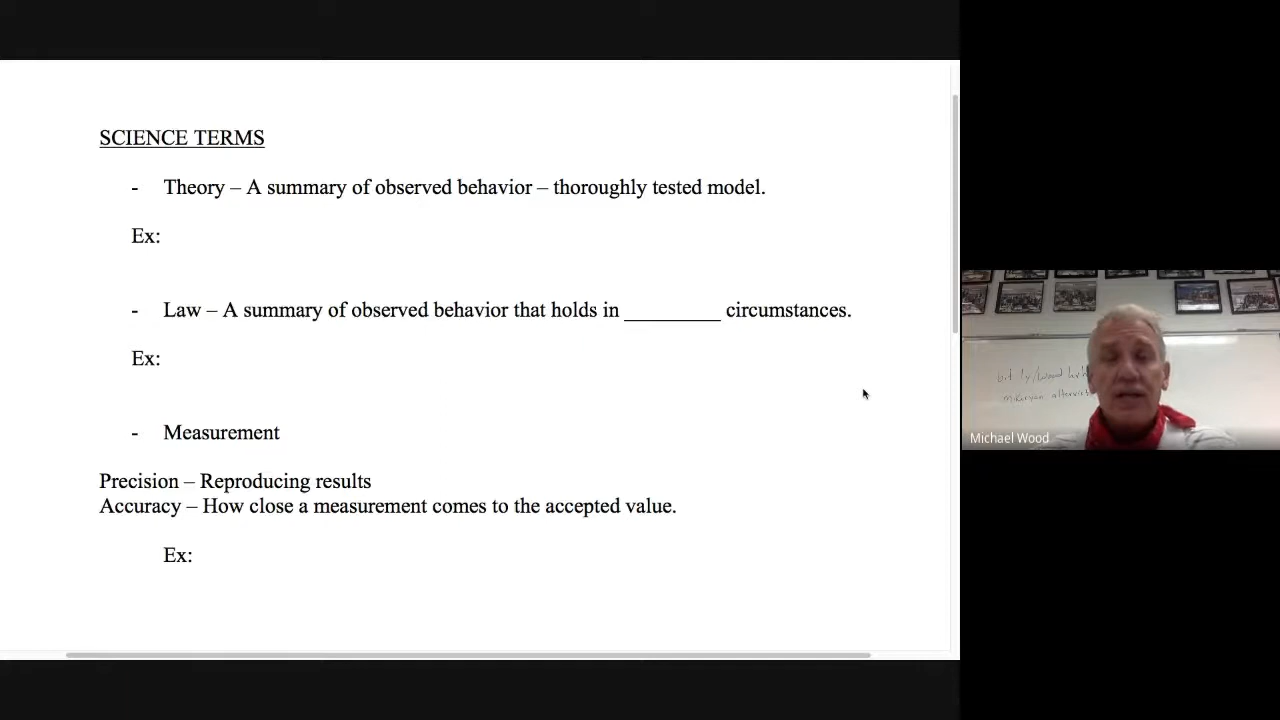 SCIENCE TERMS
- Theory – A summary of observed behavior – thoroughly tested model.
Ex:
- Law – A summary of observed behavior that holds in _________ circumstances.
Ex:
- Measurement
Precision – Reproducing results
Accuracy – How close a measurement comes to the accepted value.
Ex:
Michael Wood